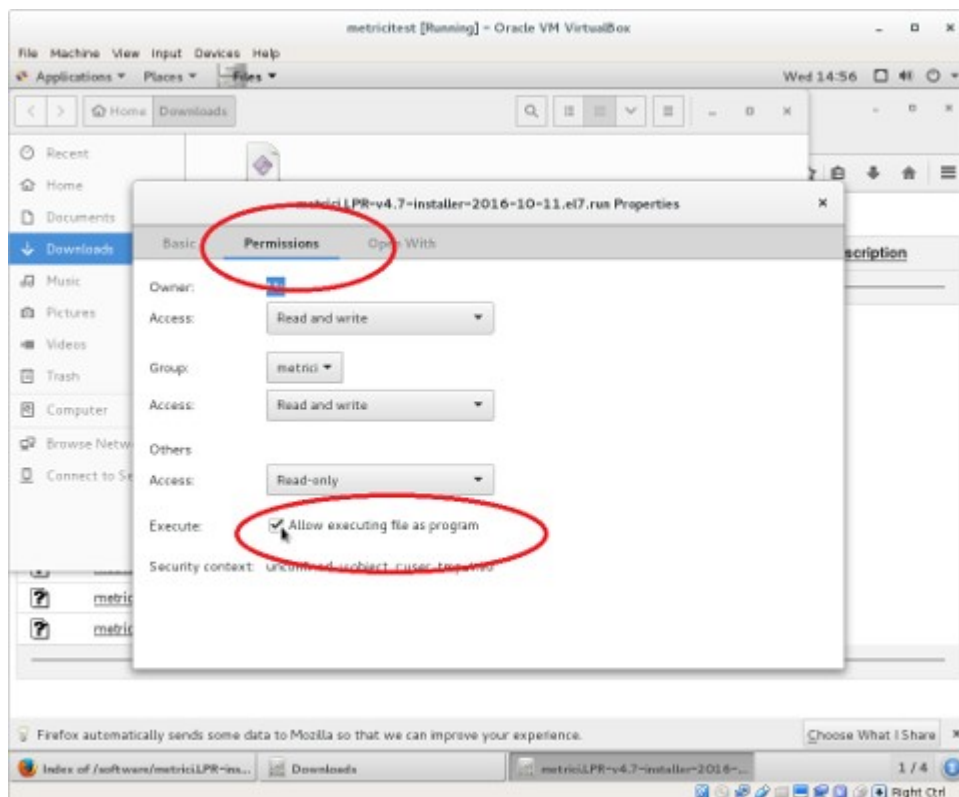 metricitest [Running] - Oracle VM VirtualBox
File Machine View Input Devices Help
Applications Places Files Wed 14:56
Home Downloads
Recent
Home
Documents
Downloads
Music
Pictures
Videos
Trash
Computer
Browse Netw
Connect to Se
metriciLPR-v4.7-installer-2016-10-11.el7.run Properties
Basic Permissions Open With
scription
Owner:
Access: Read and write
Group: metrici
Access: Read and write
Others
Access: Read-only
Execute: Allow executing file as program
Security context:
metric
metric
Firefox automatically sends some data to Mozilla so that we can improve your experience. Choose What I Share
Index of /software/metriciLPR-ins... Downloads metriciLPR-v4.7-installer-2016-... 1 / 4
Right Ctrl